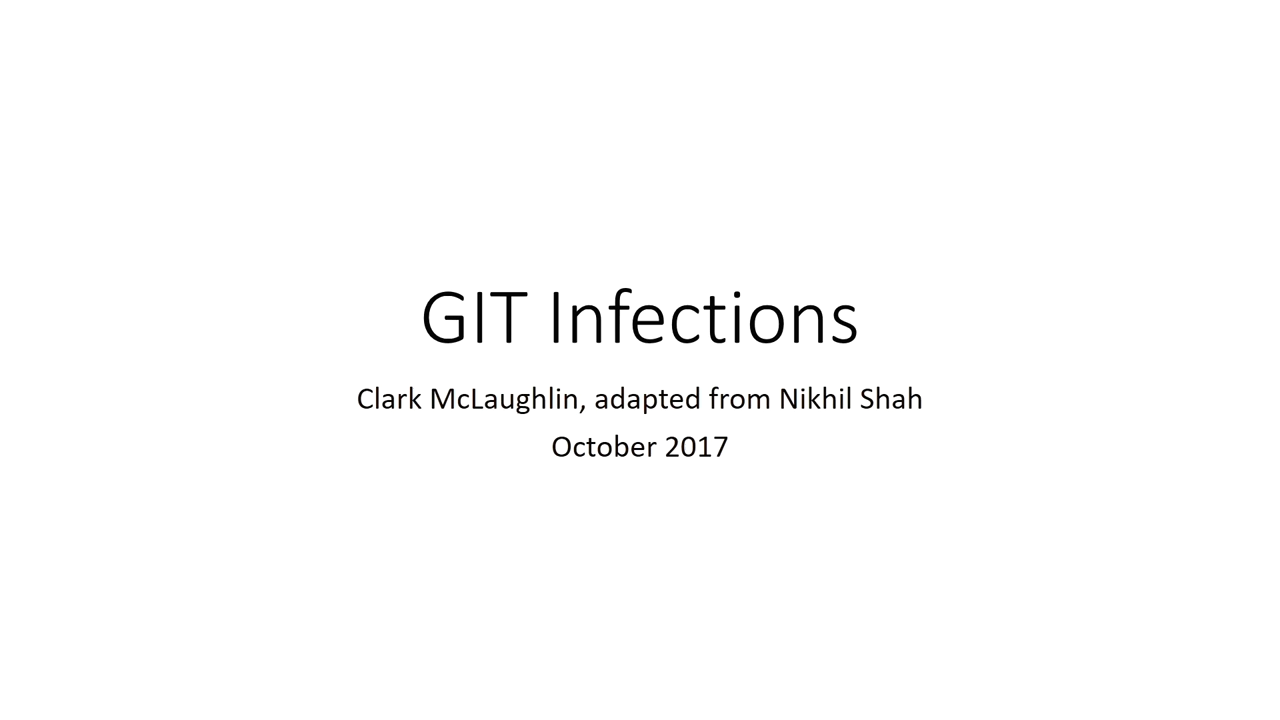 GIT Infections
Clark McLaughlin, adapted from Nikhil Shah
October 2017